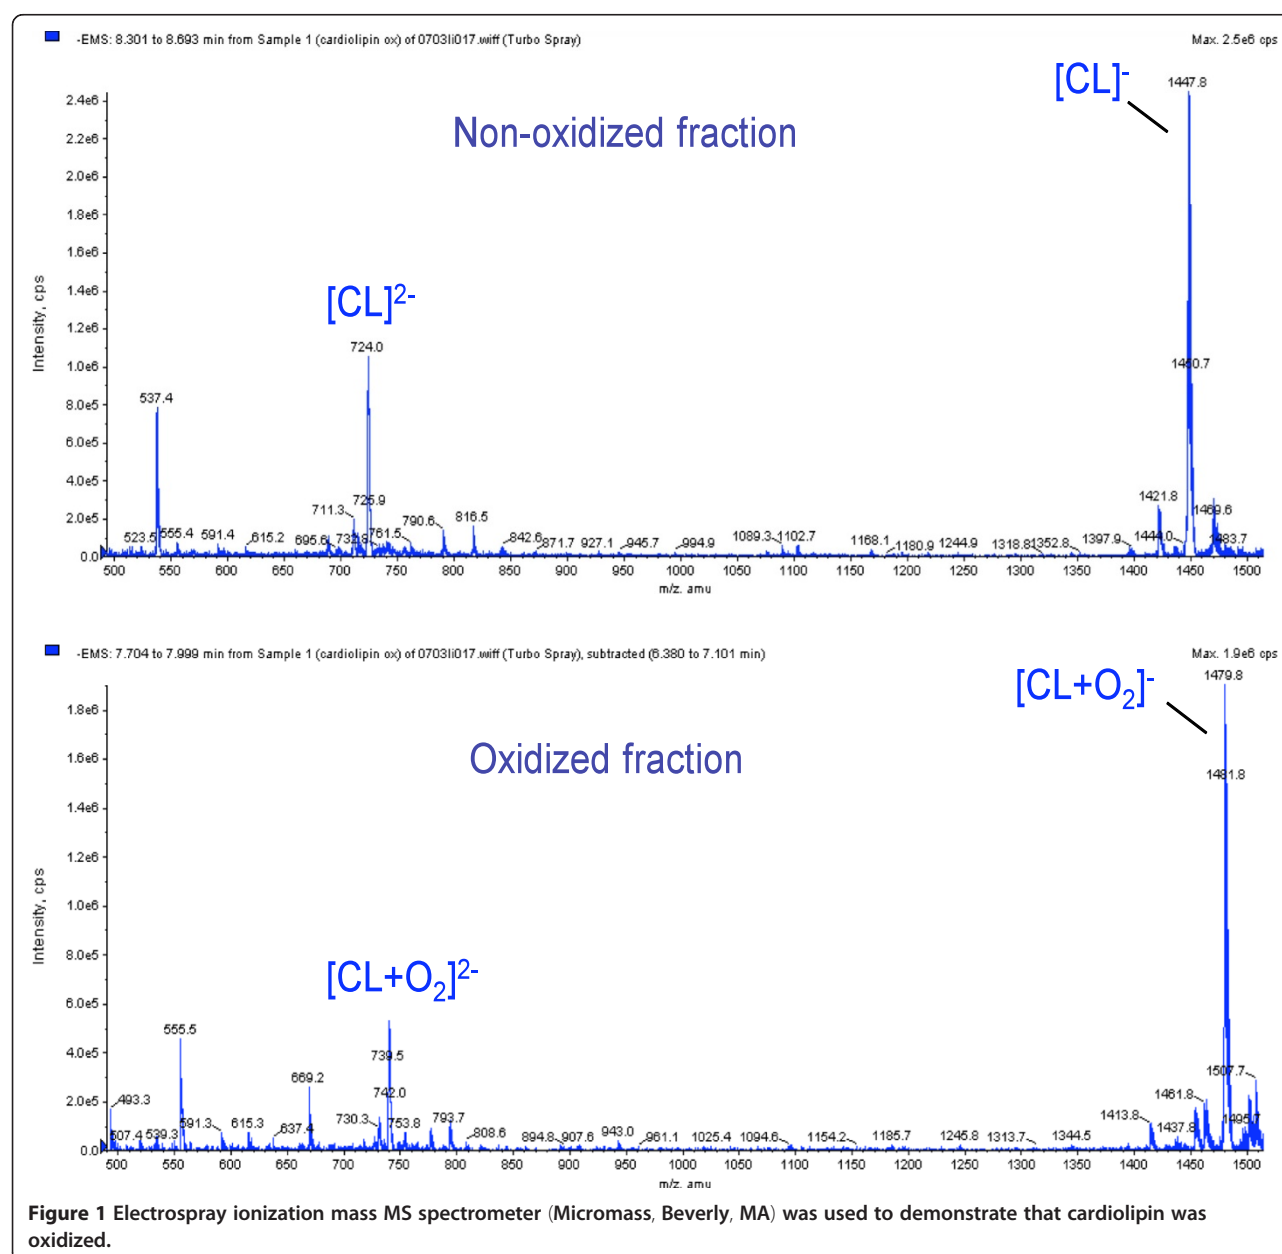 -EMS: 8.301 to 8.693 min from Sample 1 (cardiolipin ox) of 0703li017.wiff (Turbo Spray)
Max. 2.5e6 cps
[CL]-
1447.8
Non-oxidized fraction
2.4e6
2.2e6
2.0e6
1.8e6
1.6e6
1.4e6
1.2e6
1.0e6
8.0e5
6.0e5
4.0e5
2.0e5
0.0
Intensity, cps
[CL]2-
724.0
1460.7
537.4
711.3 725.9 790.6 816.5 1421.8 1469.6
523.5 555.4 591.4 615.2 695.6 732.8 761.5 842.6 871.7 927.1 945.7 994.9 1089.3 1102.7 1168.1 1180.9 1244.9 1318.8 1352.8 1397.9 1444.0 1483.7
500 550 600 650 700 750 800 850 900 950 1000 1050 1100 1150 1200 1250 1300 1350 1400 1450 1500
m/z. amu
-EMS: 7.704 to 7.999 min from Sample 1 (cardiolipin ox) of 0703li017.wiff (Turbo Spray), subtracted (6.380 to 7.101 min)
Max. 1.9e6 cps
[CL+O2]-
1479.8
Oxidized fraction
1481.8
1.8e6
1.6e6
1.4e6
1.2e6
1.0e6
8.0e5
6.0e5
4.0e5
2.0e5
0.0
Intensity, cps
[CL+O2]2-
555.5 739.5
669.2 742.0 1507.7
493.3 591.3 615.3 730.3 753.8 793.7 1413.8 1461.8 1495.7
507.4 539.3 637.4 808.6 894.8 907.6 943.0 961.1 1025.4 1094.6 1154.2 1185.7 1245.8 1313.7 1344.5 1437.8
500 550 600 650 700 750 800 850 900 950 1000 1050 1100 1150 1200 1250 1300 1350 1400 1450 1500
m/z. amu
Figure 1 Electrospray ionization mass MS spectrometer (Micromass, Beverly, MA) was used to demonstrate that cardiolipin was
oxidized.